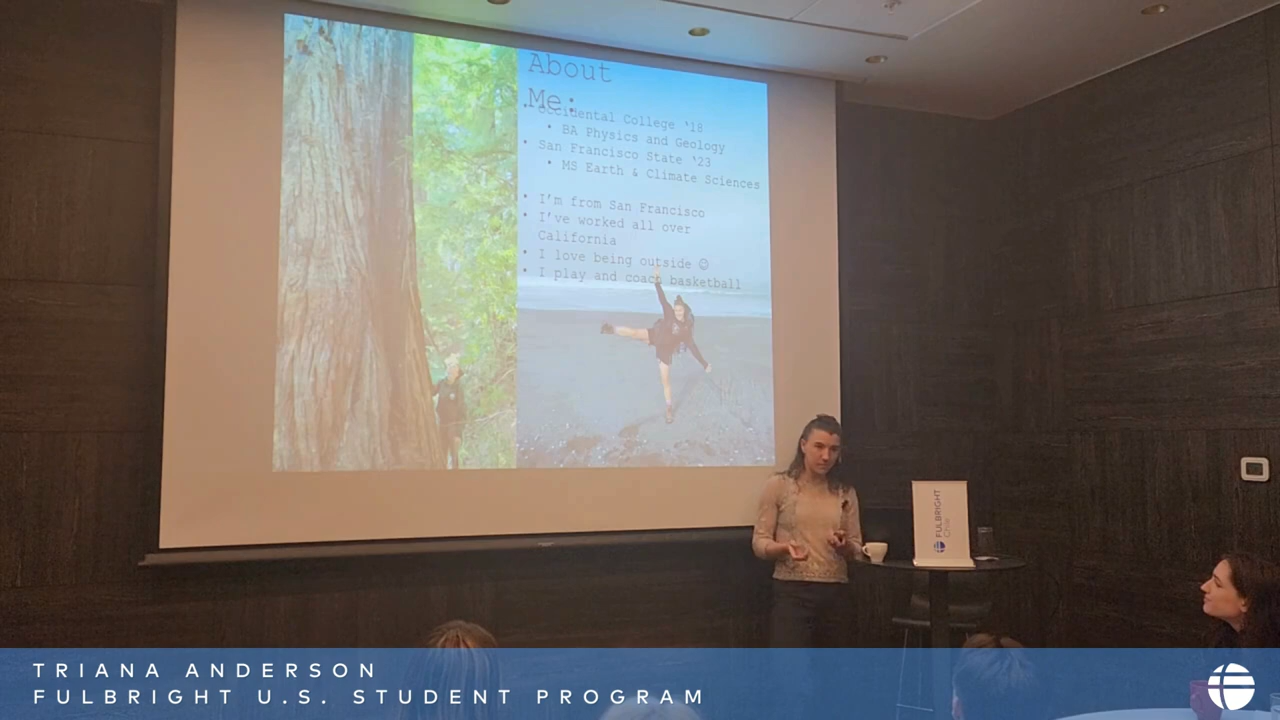 About
Me:
• Occidental College '18
• BA Physics and Geology
• San Francisco State '23
• MS Earth & Climate Sciences
• I'm from San Francisco
• I've worked all over
California
• I love being outside ☺
• I play and coach basketball
FULBRIGHT
Chile
TRIANA ANDERSON
FULBRIGHT U.S. STUDENT PROGRAM